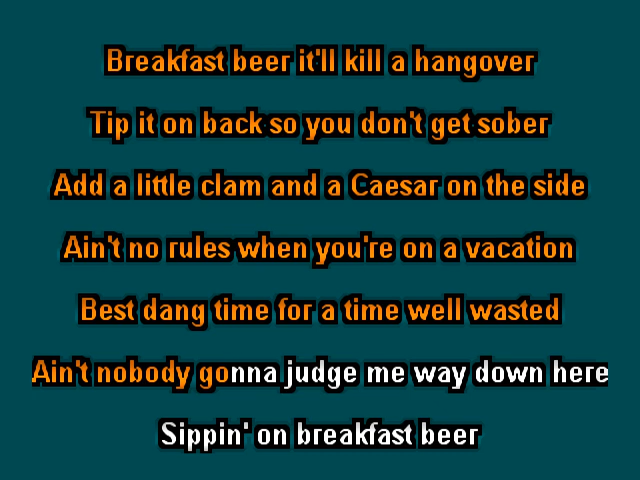 Breakfast beer it'll kill a hangover
Tip it on back so you don't get sober
Add a little clam and a Caesar on the side
Ain't no rules when you're on a vacation
Best dang time for a time well wasted
Ain't nobody gonna judge me way down here
Sippin' on breakfast beer